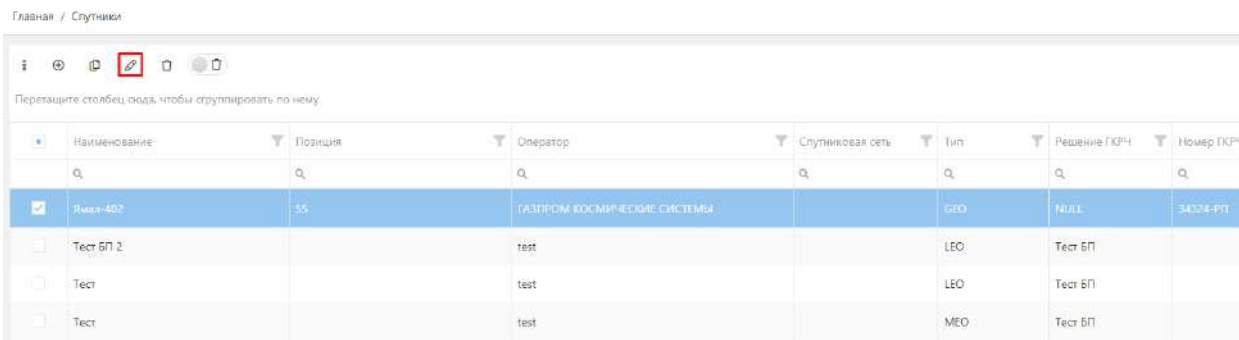 Главная / Спутники
Перетащите столбец сюда, чтобы сгруппировать по нему
Наименование Позиция Оператор Спутниковая сеть Тип Решение ГКРЧ Номер ГКРЧ
Ямал-402 55 ГАЗПРОМ КОСМИЧЕСКИЕ СИСТЕМЫ GEO NULL 34324-РП
Тест БП 2 test LEO Тест БП
Тест test LEO Тест БП
Тест test MEO Тест БП